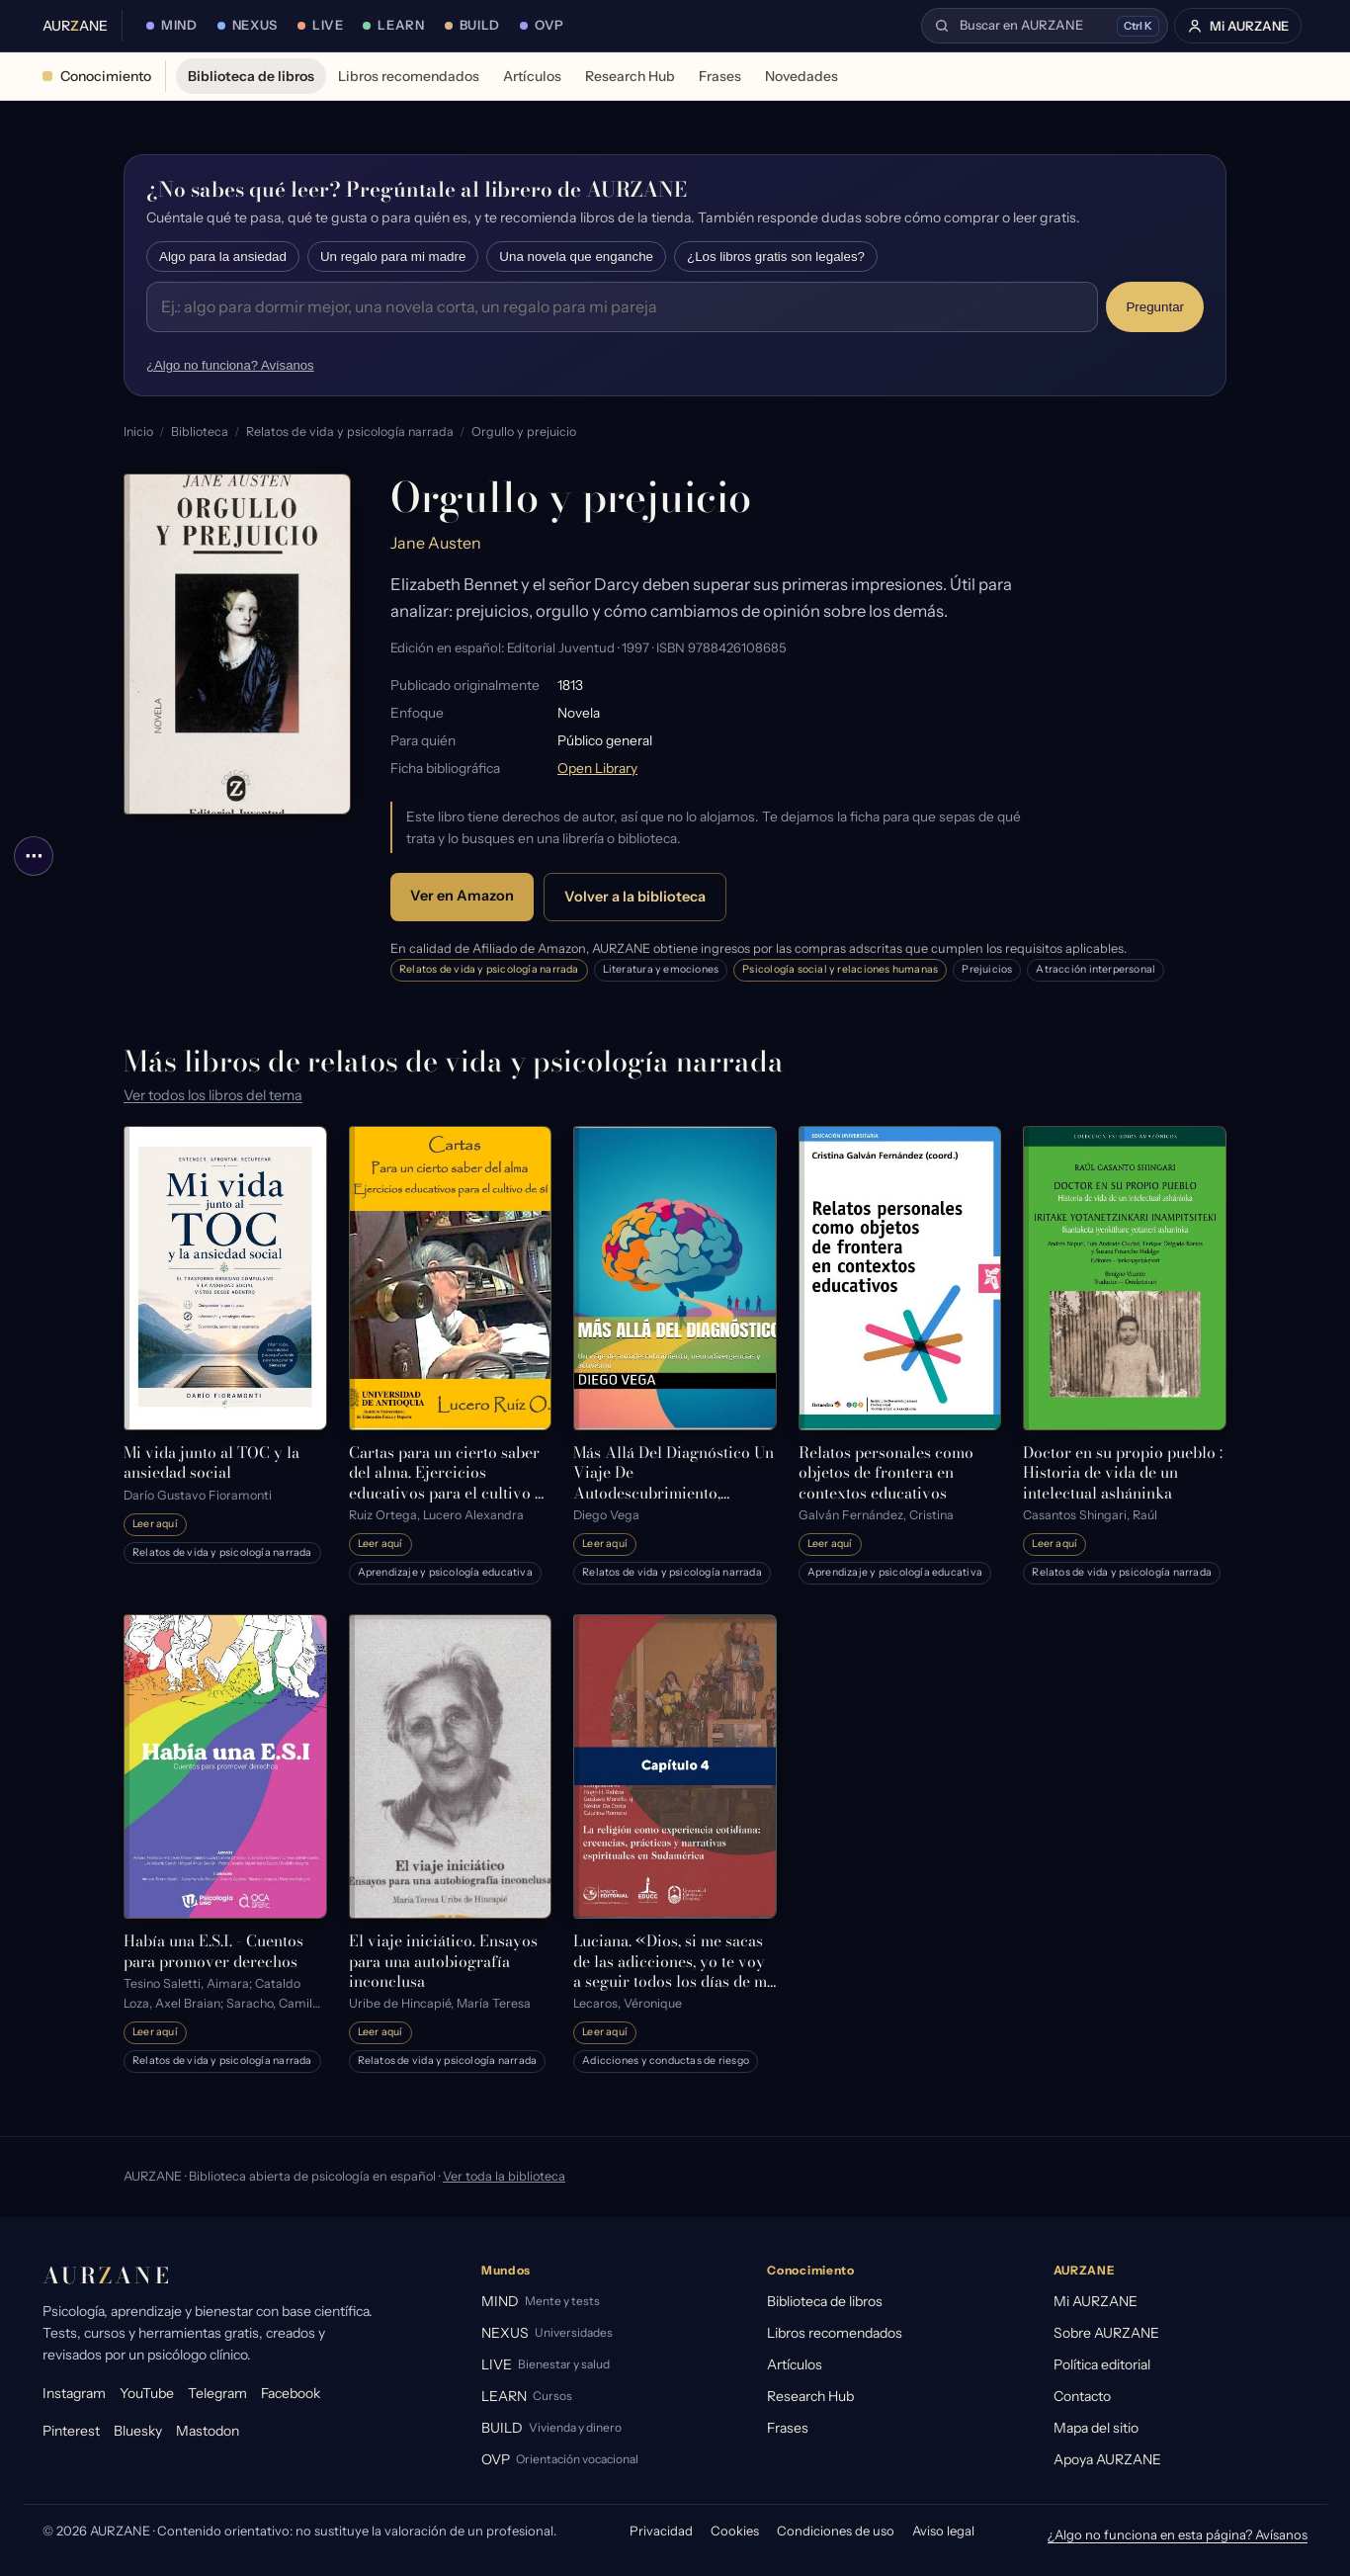 AURZANE
MIND
NEXUS
LIVE
LEARN
BUILD
OVP
Buscar en AURZANE
Ctrl K
Mi AURZANE
Conocimiento
Biblioteca de libros
Libros recomendados
Artículos
Research Hub
Frases
Novedades
¿No sabes qué leer? Pregúntale al librero de AURZANE
Cuéntale qué te pasa, qué te gusta o para quién es, y te recomienda libros de la tienda. También responde dudas sobre cómo comprar o leer gratis.
Algo para la ansiedad
Un regalo para mi madre
Una novela que enganche
¿Los libros gratis son legales?
Ej.: algo para dormir mejor, una novela corta, un regalo para mi pareja
Preguntar
¿Algo no funciona? Avísanos
Inicio / Biblioteca / Relatos de vida y psicología narrada / Orgullo y prejuicio
JANE AUSTEN
ORGULLO
Y PREJUICIO
NOVELA
Z
Editorial Juventud
Orgullo y prejuicio
Jane Austen
Elizabeth Bennet y el señor Darcy deben superar sus primeras impresiones. Útil para
analizar: prejuicios, orgullo y cómo cambiamos de opinión sobre los demás.
Edición en español: Editorial Juventud · 1997 · ISBN 9788426108685
Publicado originalmente 1813
Enfoque Novela
Para quién Público general
Ficha bibliográfica Open Library
Este libro tiene derechos de autor, así que no lo alojamos. Te dejamos la ficha para que sepas de qué
trata y lo busques en una librería o biblioteca.
Ver en Amazon
Volver a la biblioteca
En calidad de Afiliado de Amazon, AURZANE obtiene ingresos por las compras adscritas que cumplen los requisitos aplicables.
Relatos de vida y psicología narrada
Literatura y emociones
Psicología social y relaciones humanas
Prejuicios
Atracción interpersonal
Más libros de relatos de vida y psicología narrada
Ver todos los libros del tema
ENTENDER. AFRONTAR. RECUPERAR.
Mi vida
junto al
TOC
y la ansiedad social
EL TRASTORNO OBSESIVO COMPULSIVO
Y LA ANSIEDAD SOCIAL
VISTOS DESDE ADENTRO
DARÍO FIORAMONTI
Mi vida junto al TOC y la
ansiedad social
Darío Gustavo Fioramonti
Leer aquí
Relatos de vida y psicología narrada
Cartas
Para un cierto saber del alma
Ejercicios educativos para el cultivo de sí
UNIVERSIDAD
DE ANTIOQUIA
Lucero Ruiz O.
Cartas para un cierto saber
del alma. Ejercicios
educativos para el cultivo ...
Ruiz Ortega, Lucero Alexandra
Leer aquí
Aprendizaje y psicología educativa
MÁS ALLÁ DEL DIAGNÓSTICO
Un viaje de autodescubrimiento, neurodivergencias y
DIEGO VEGA
Más Allá Del Diagnóstico Un
Viaje De
Autodescubrimiento,...
Diego Vega
Leer aquí
Relatos de vida y psicología narrada
EDUCACIÓN UNIVERSITARIA
Cristina Galván Fernández (coord.)
Relatos personales
como objetos
de frontera
en contextos
educativos
Octaedro
Relatos personales como
objetos de frontera en
contextos educativos
Galván Fernández, Cristina
Leer aquí
Aprendizaje y psicología educativa
RAÚL CASANTO SHINGARI
DOCTOR EN SU PROPIO PUEBLO
Historia de vida de un intelectual asháninka
IRITAKE YOTANETZINKARI INAMPITSITEKI
Doctor en su propio pueblo :
Historia de vida de un
intelectual asháninka
Casantos Shingari, Raúl
Leer aquí
Relatos de vida y psicología narrada
Había una E.S.I
Cuentos para promover derechos
Psicología
OCA
Había una E.S.I. - Cuentos
para promover derechos
Tesino Saletti, Aimara; Cataldo
Loza, Axel Braian; Saracho, Camil...
Leer aquí
Relatos de vida y psicología narrada
El viaje iniciático
Ensayos para una autobiografía inconclusa
María Teresa Uribe de Hincapié
El viaje iniciático. Ensayos
para una autobiografía
inconclusa
Uribe de Hincapié, María Teresa
Leer aquí
Relatos de vida y psicología narrada
Capítulo 4
La religión como experiencia cotidiana:
creencias, prácticas y narrativas
espirituales en Sudamérica
EDUCC
Luciana. «Dios, si me sacas
de las adicciones, yo te voy
a seguir todos los días de m...
Lecaros, Véronique
Leer aquí
Adicciones y conductas de riesgo
AURZANE · Biblioteca abierta de psicología en español · Ver toda la biblioteca
AURZANE
Psicología, aprendizaje y bienestar con base científica.
Tests, cursos y herramientas gratis, creados y
revisados por un psicólogo clínico.
Instagram YouTube Telegram Facebook
Pinterest Bluesky Mastodon
Mundos
MIND Mente y tests
NEXUS Universidades
LIVE Bienestar y salud
LEARN Cursos
BUILD Vivienda y dinero
OVP Orientación vocacional
Conocimiento
Biblioteca de libros
Libros recomendados
Artículos
Research Hub
Frases
AURZANE
Mi AURZANE
Sobre AURZANE
Política editorial
Contacto
Mapa del sitio
Apoya AURZANE
© 2026 AURZANE · Contenido orientativo: no sustituye la valoración de un profesional.
Privacidad
Cookies
Condiciones de uso
Aviso legal
¿Algo no funciona en esta página? Avísanos